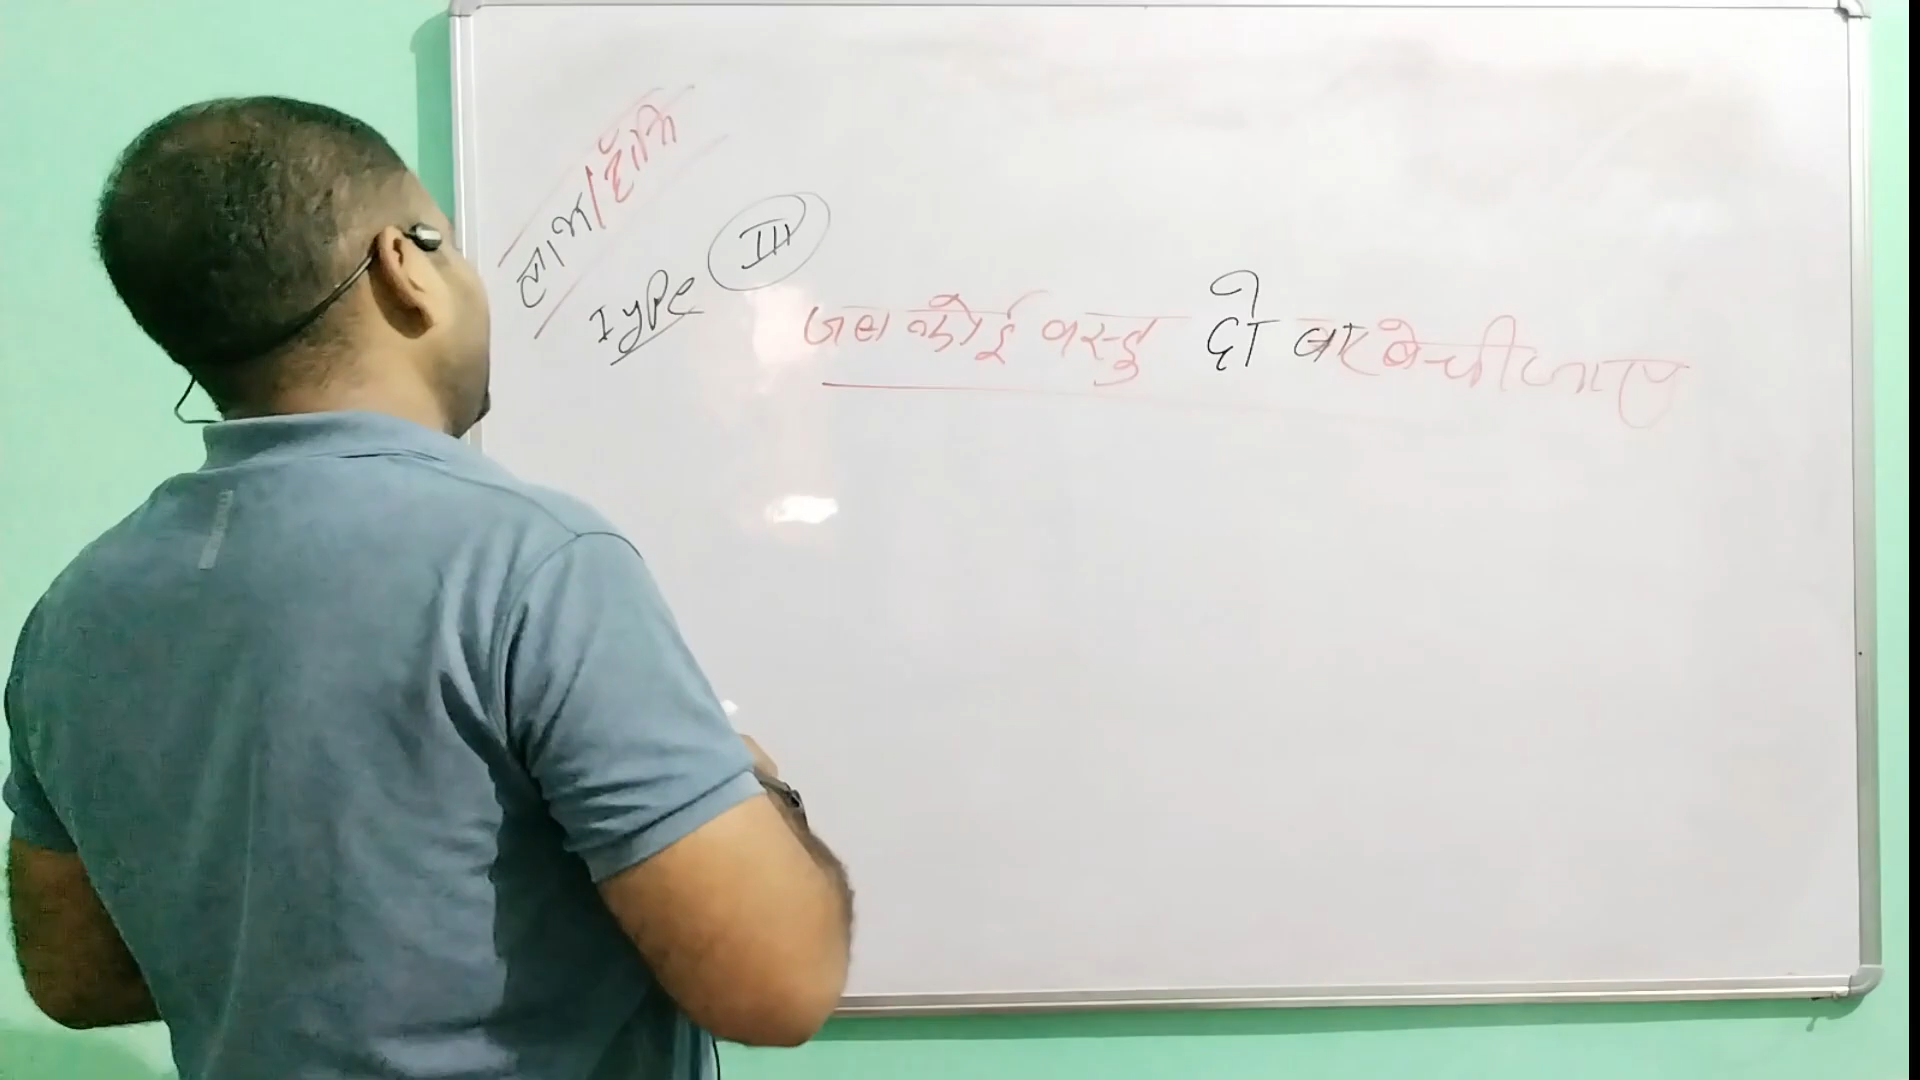 लाभ/हाँनि
Type III
जब कोई वस्तु दो बार बेची जाए